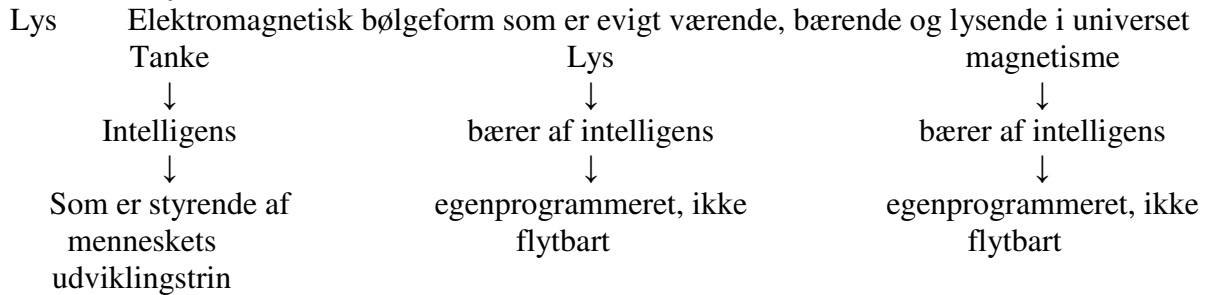 Lys Elektromagnetisk bølgeform som er evigt værende, bærende og lysende i universet
Tanke Lys magnetisme
↓ ↓ ↓
Intelligens bærer af intelligens bærer af intelligens
↓ ↓ ↓
Som er styrende af egenprogrammeret, ikke egenprogrammeret, ikke
menneskets flytbart flytbart
udviklingstrin